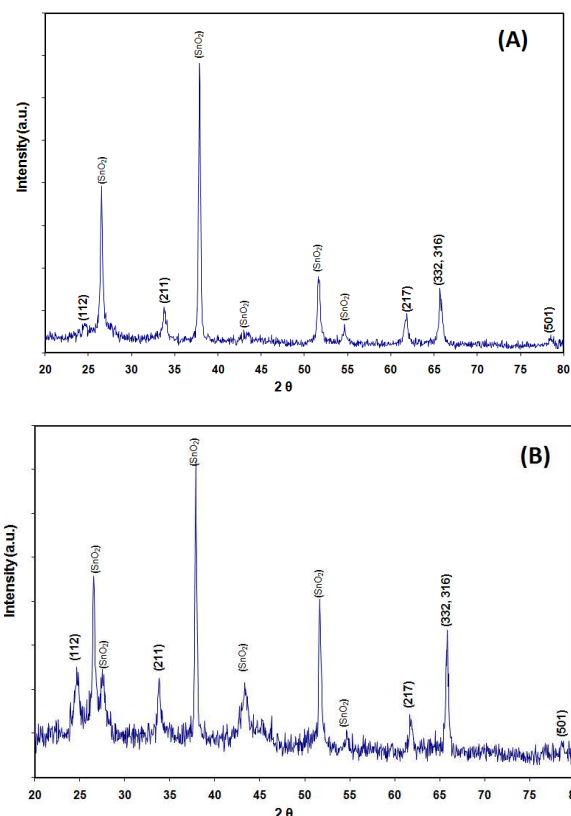 (A)
(SnO₂)
(SnO₂)
(112)
(211)
(SnO₂)
(SnO₂)
(SnO₂)
(217)
(332, 316)
(501)
Intensity (a.u.)
20 25 30 35 40 45 50 55 60 65 70 75 80
2 θ
(B)
(SnO₂)
(SnO₂)
(112)
(SnO₂)
(211)
(SnO₂)
(SnO₂)
(SnO₂)
(217)
(332, 316)
(501)
Intensity (a.u.)
20 25 30 35 40 45 50 55 60 65 70 75
2 θ